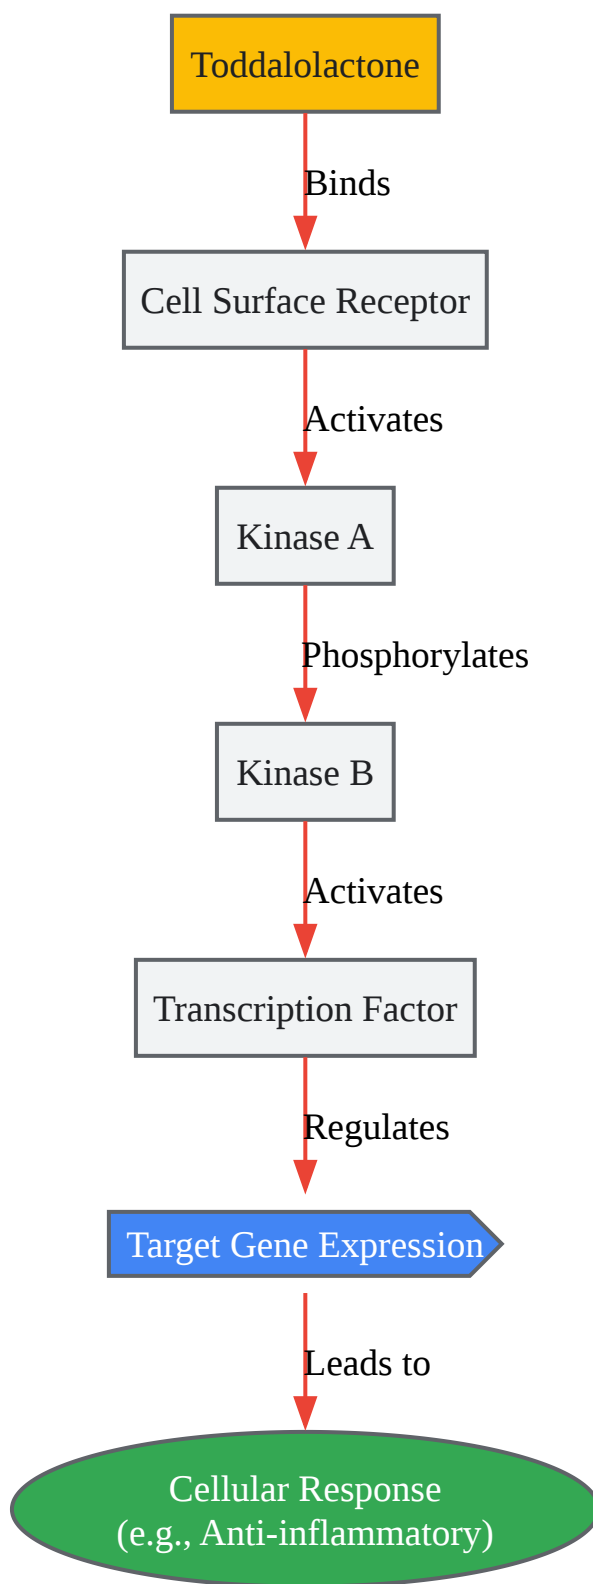 Toddalolactone
Binds
Cell Surface Receptor
Activates
Kinase A
Phosphorylates
Kinase B
Activates
Transcription Factor
Regulates
Target Gene Expression
Leads to
Cellular Response
(e.g., Anti-inflammatory)